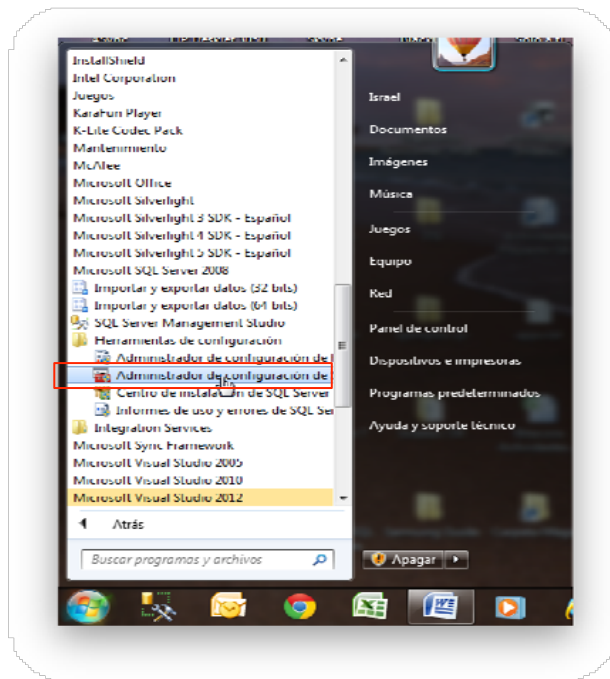 InstallShield
Intel Corporation
Juegos
KaraFun Player
K-Lite Codec Pack
Mantenimiento
McAfee
Microsoft Office
Microsoft Silverlight
Microsoft Silverlight 3 SDK - Español
Microsoft Silverlight 4 SDK - Español
Microsoft Silverlight 5 SDK - Español
Microsoft SQL Server 2008
Importar y exportar datos (32 bits)
Importar y exportar datos (64 bits)
SQL Server Management Studio
Herramientas de configuración
Administrador de configuración de
Administrador de configuración de
Centro de instalación de SQL Server
Informes de uso y errores de SQL Se
Integration Services
Microsoft Sync Framework
Microsoft Visual Studio 2005
Microsoft Visual Studio 2010
Microsoft Visual Studio 2012
Atrás
Buscar programas y archivos
Israel
Documentos
Imágenes
Música
Juegos
Equipo
Red
Panel de control
Dispositivos e impresoras
Programas predeterminados
Ayuda y soporte técnico
Apagar